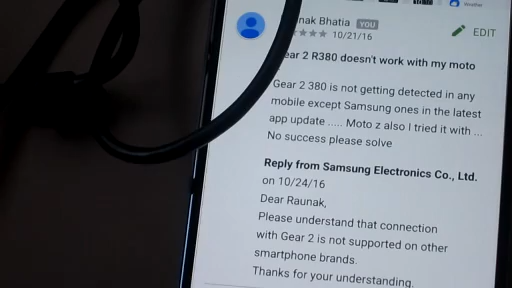 Weather
nak Bhatia YOU
10/21/16
EDIT
ear 2 R380 doesn't work with my moto
Gear 2 380 is not getting detected in any
mobile except Samsung ones in the latest
app update ..... Moto z also I tried it with ...
No success please solve
Reply from Samsung Electronics Co., Ltd.
on 10/24/16
Dear Raunak,
Please understand that connection
with Gear 2 is not supported on other
smartphone brands.
Thanks for your understanding.